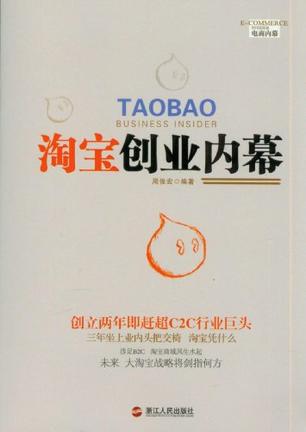 E-COMMERCE
电商内幕
TAOBAO
BUSINESS INSIDER
淘宝创业内幕
周俊宏◎编著
创立两年即赶超C2C行业巨头
三年坐上业内头把交椅 淘宝凭什么
涉足B2C 淘宝商城风生水起
未来 大淘宝战略将剑指何方
浙江人民出版社